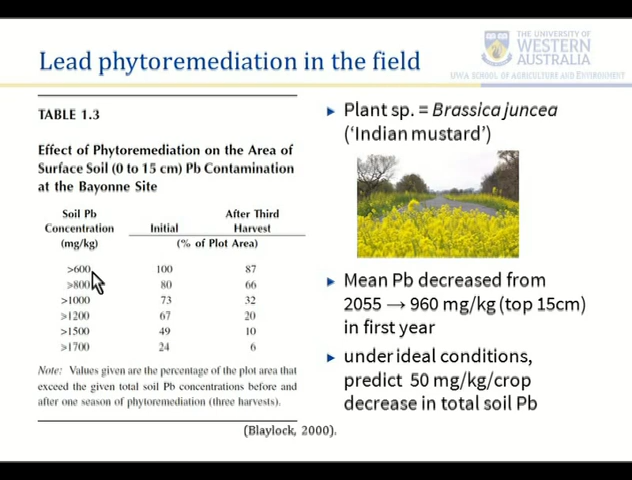 Lead phytoremediation in the field
THE UNIVERSITY OF
WESTERN
AUSTRALIA
UWA SCHOOL OF AGRICULTURE AND ENVIRONMENT
TABLE 1.3
Effect of Phytoremediation on the Area of
Surface Soil (0 to 15 cm) Pb Contamination
at the Bayonne Site
Soil Pb
Concentration
(mg/kg)
Initial
After Third
Harvest
(% of Plot Area)
>600 100 87
>800 80 66
>1000 73 32
>1200 67 20
>1500 49 10
>1700 24 6
Note: Values given are the percentage of the plot area that
exceed the given total soil Pb concentrations before and
after one season of phytoremediation (three harvests).
(Blaylock, 2000).
Plant sp. = Brassica juncea
(‘Indian mustard’)
Mean Pb decreased from
2055 → 960 mg/kg (top 15cm)
in first year
under ideal conditions,
predict 50 mg/kg/crop
decrease in total soil Pb